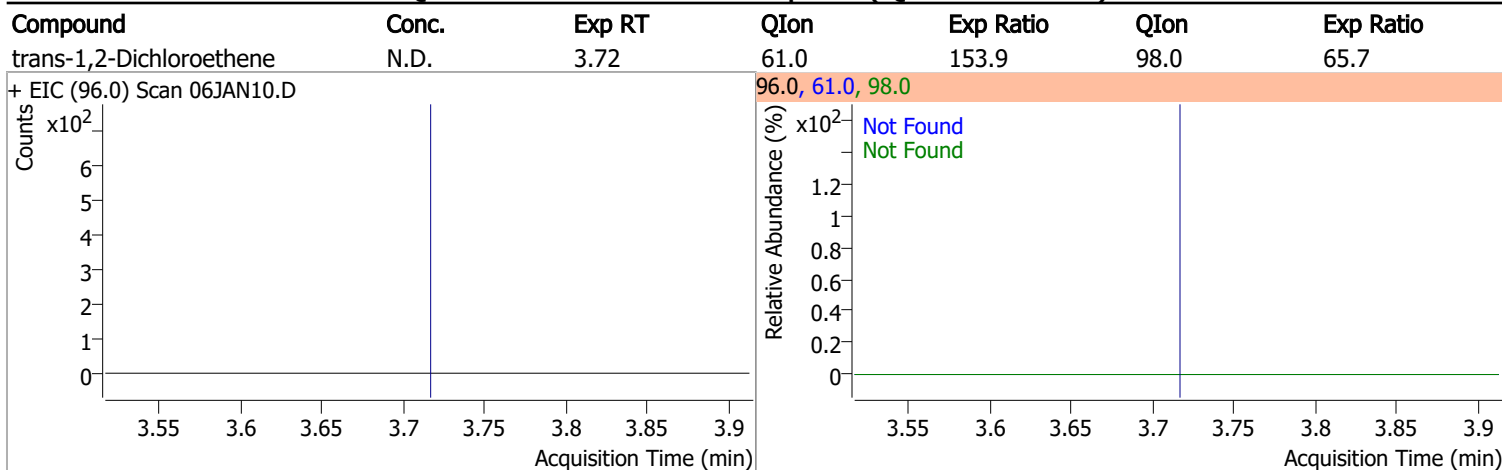 Compound Conc. Exp RT QIon Exp Ratio QIon Exp Ratio
trans-1,2-Dichloroethene N.D. 3.72 61.0 153.9 98.0 65.7
+ EIC (96.0) Scan 06JAN10.D
Counts
x10²
6
5
4
3
2
1
0
3.55 3.6 3.65 3.7 3.75 3.8 3.85 3.9
Acquisition Time (min)
96.0, 61.0, 98.0
Relative Abundance (%)
x10²
Not Found
Not Found
1.2
1
0.8
0.6
0.4
0.2
0
3.55 3.6 3.65 3.7 3.75 3.8 3.85 3.9
Acquisition Time (min)